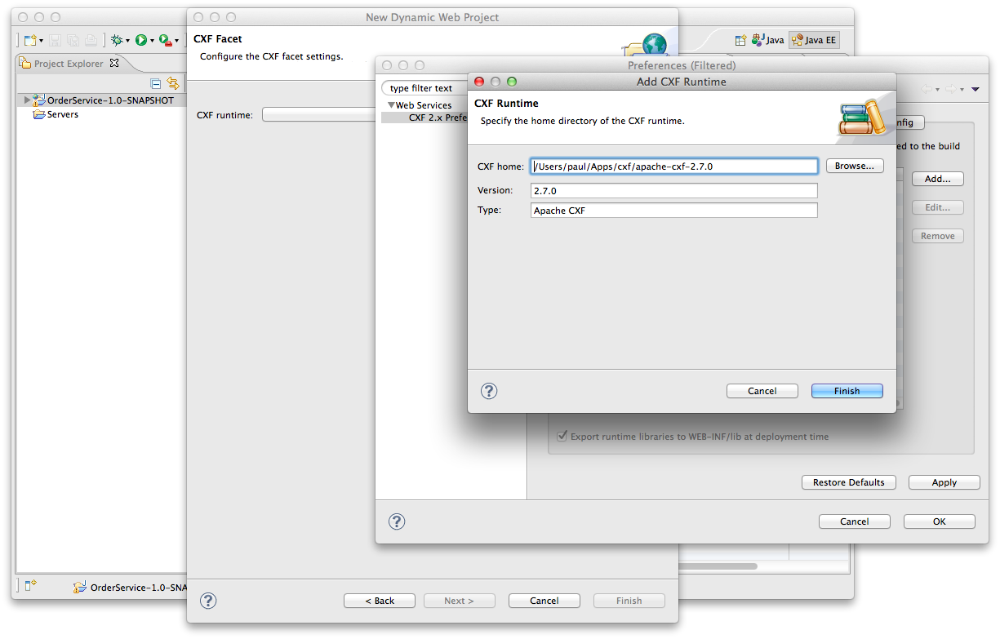 New Dynamic Web Project
Java
Java EE
Project Explorer
OrderService-1.0-SNAPSHOT
Servers
OrderService-1.0-SNA
CXF Facet
Configure the CXF facet settings.
CXF runtime:
< Back
Next >
Cancel
Finish
Preferences (Filtered)
type filter text
Web Services
CXF 2.x Prefe
nfig
ed to the build
Add...
Edit...
Remove
Export runtime libraries to WEB-INF/lib at deployment time
Restore Defaults
Apply
Cancel
OK
Add CXF Runtime
CXF Runtime
Specify the home directory of the CXF runtime.
CXF home: /Users/paul/Apps/cxf/apache-cxf-2.7.0 Browse...
Version: 2.7.0
Type: Apache CXF
Cancel
Finish